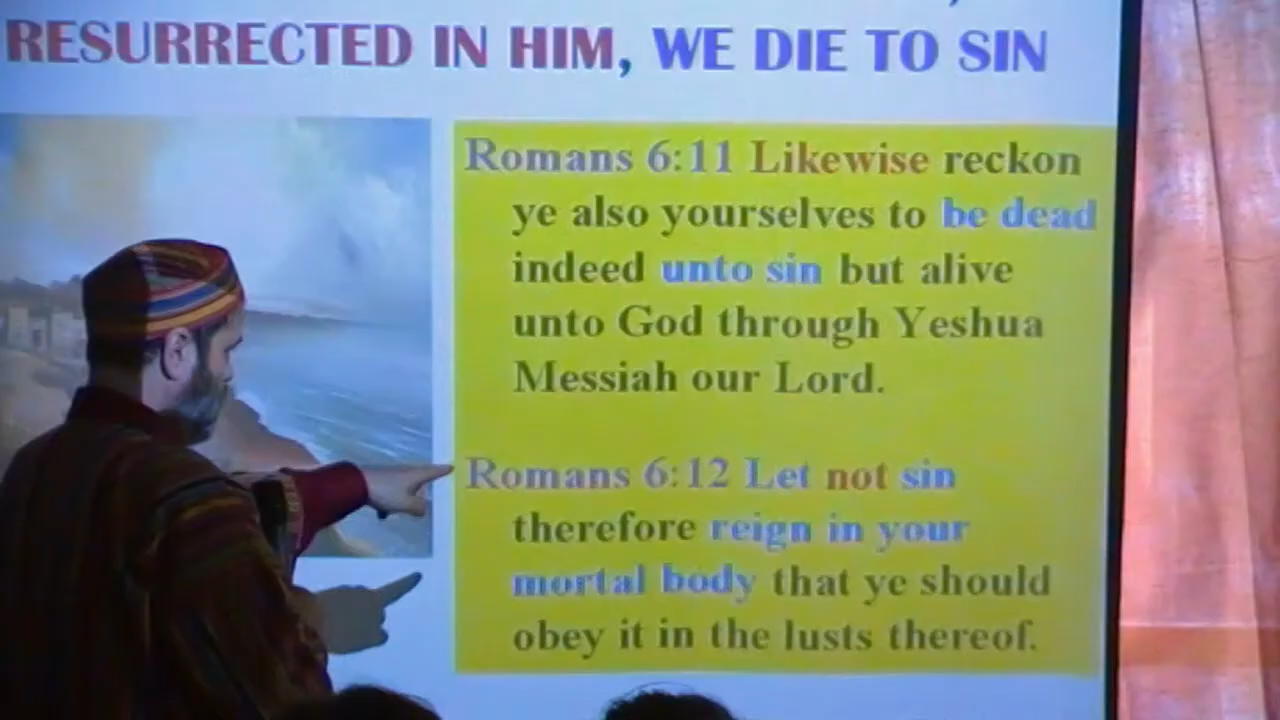 RESURRECTED IN HIM, WE DIE TO SIN
Romans 6:11 Likewise reckon
ye also yourselves to be dead
indeed unto sin but alive
unto God through Yeshua
Messiah our Lord.
Romans 6:12 Let not sin
therefore reign in your
mortal body that ye should
obey it in the lusts thereof.